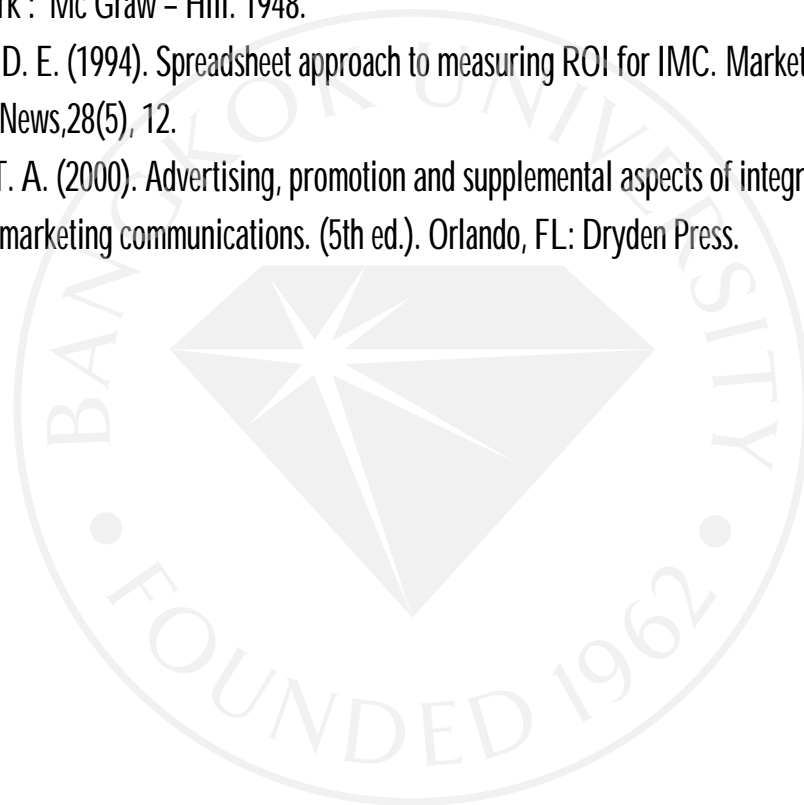 rk : Mc Graw – Hill. 1948.
D. E. (1994). Spreadsheet approach to measuring ROI for IMC. Market
News,28(5), 12.
T. A. (2000). Advertising, promotion and supplemental aspects of integr
marketing communications. (5th ed.). Orlando, FL: Dryden Press.
BANGKOK UNIVERSITY
FOUNDED 1962